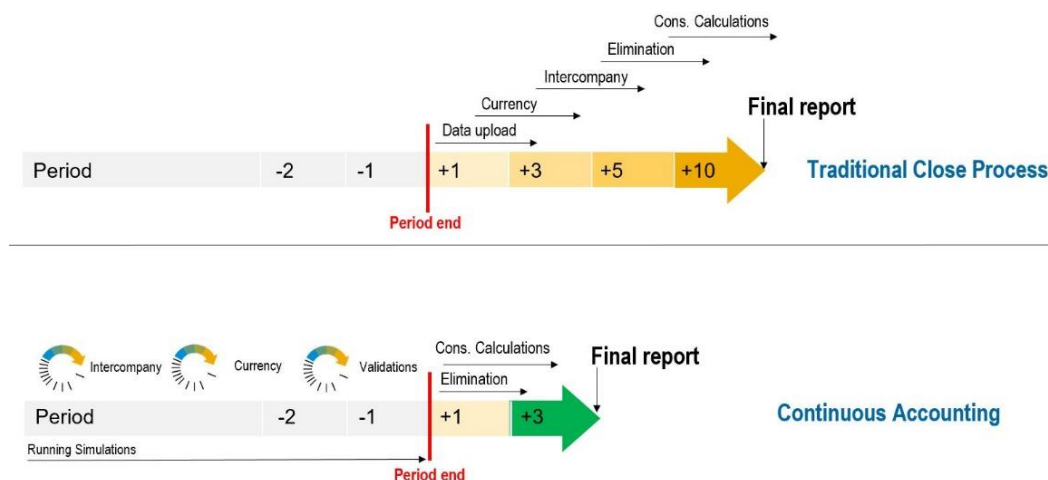 Cons. Calculations
Elimination
Intercompany
Currency
Data upload
Final report
Period -2 -1 +1 +3 +5 +10
Traditional Close Process
Period end
Intercompany Currency Validations
Cons. Calculations
Elimination
Final report
Period -2 -1 +1 +3
Continuous Accounting
Running Simulations
Period end